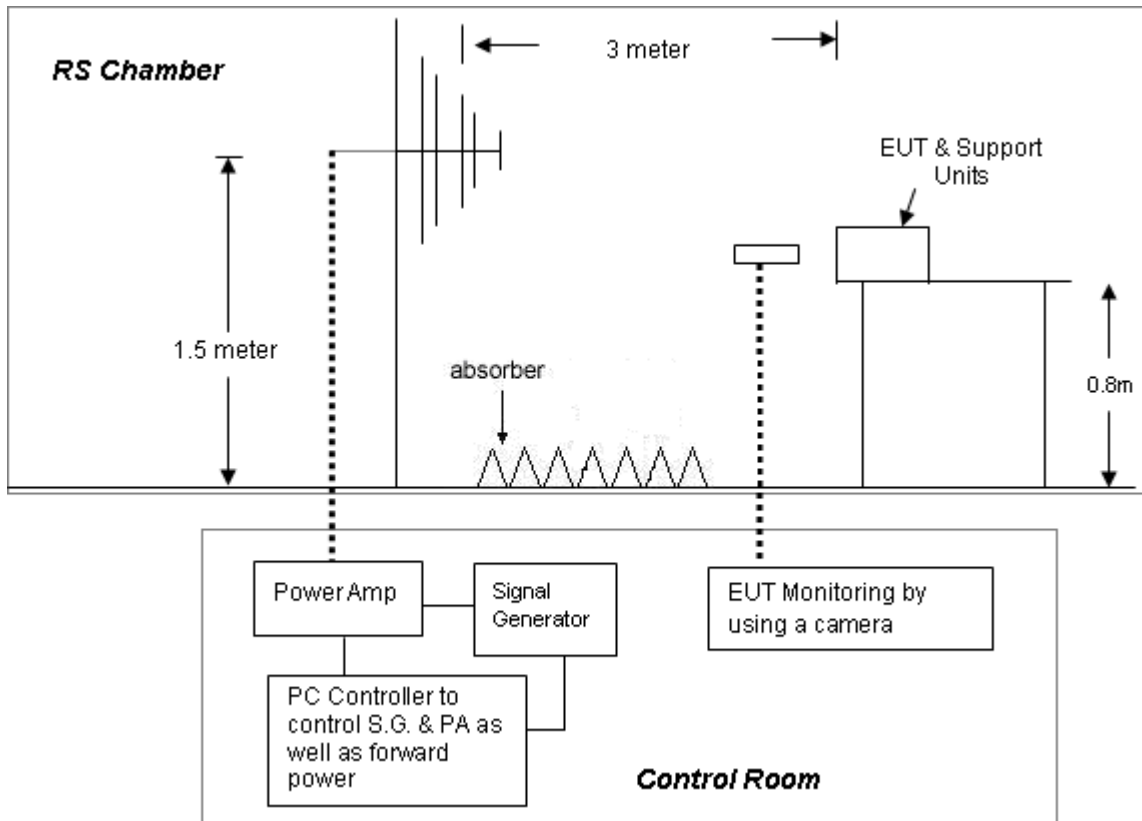 RS Chamber
3 meter
EUT & Support
Units
1.5 meter
absorber
0.8m
Power Amp
Signal
Generator
EUT Monitoring by
using a camera
PC Controller to
control S.G. & PA as
well as forward
power
Control Room